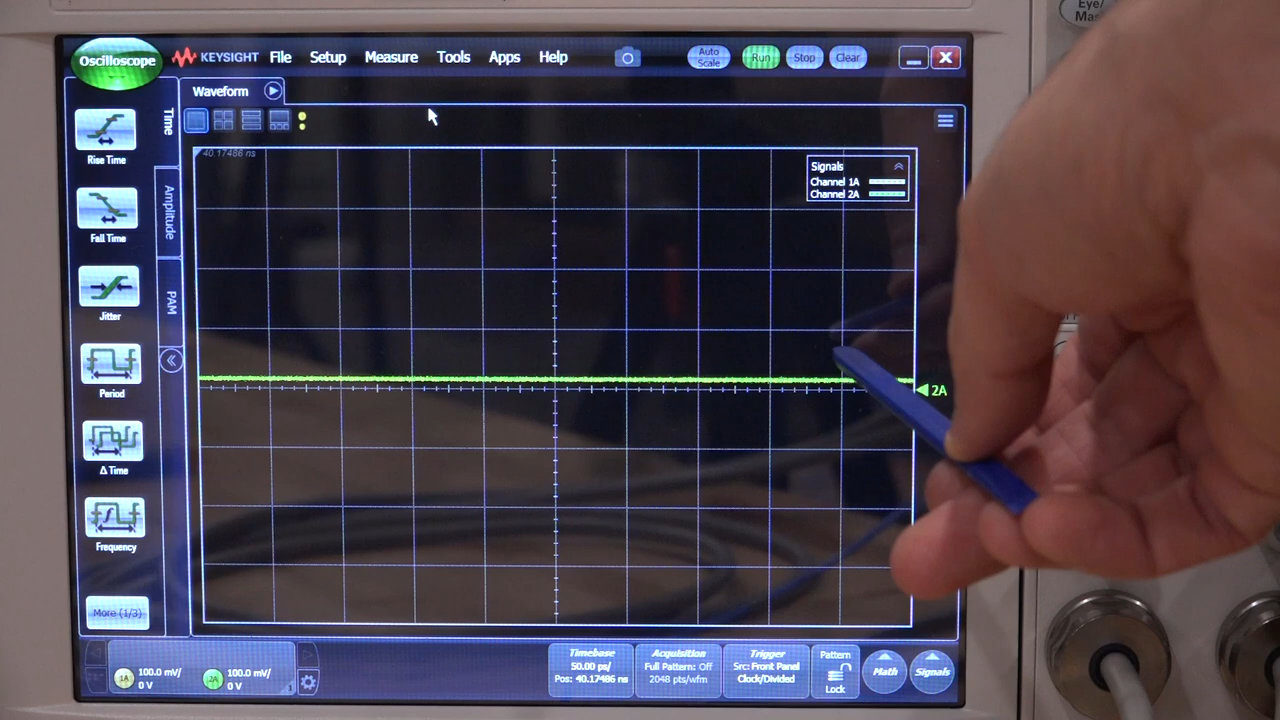 Eye/
Oscilloscope
KEYSIGHT File Setup Measure Tools Apps Help
Auto
Scale
Run Stop Clear
Waveform
Time
Amplitude
PAM
Rise Time
Fall Time
Jitter
Period
Δ Time
Frequency
More (1/3)
40.17486 ns
Signals
Channel 1A
Channel 2A
2A
1A 100.0 mV/
0 V
2A 100.0 mV/
0 V
1
Timebase
50.00 ps/
Pos: 40.17486 ns
Acquisition
Full Pattern: Off
2048 pts/wfm
Trigger
Src: Front Panel
Clock/Divided
Pattern
Lock
Math
Signals